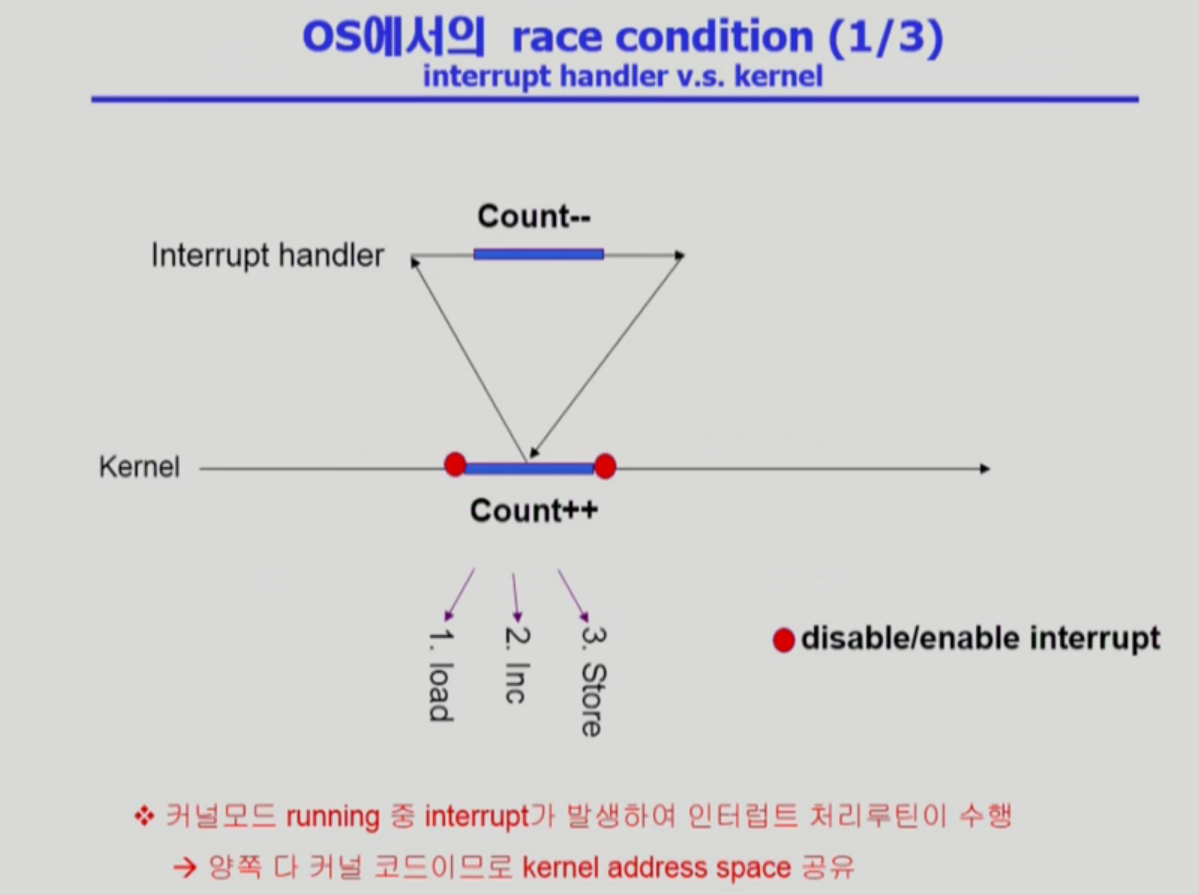 OS에서의 race condition (1/3)
interrupt handler v.s. kernel
Count--
Interrupt handler
Kernel
Count++
1. load
2. Inc
3. Store
disable/enable interrupt
❖ 커널모드 running 중 interrupt가 발생하여 인터럽트 처리루틴이 수행
→ 양쪽 다 커널 코드이므로 kernel address space 공유